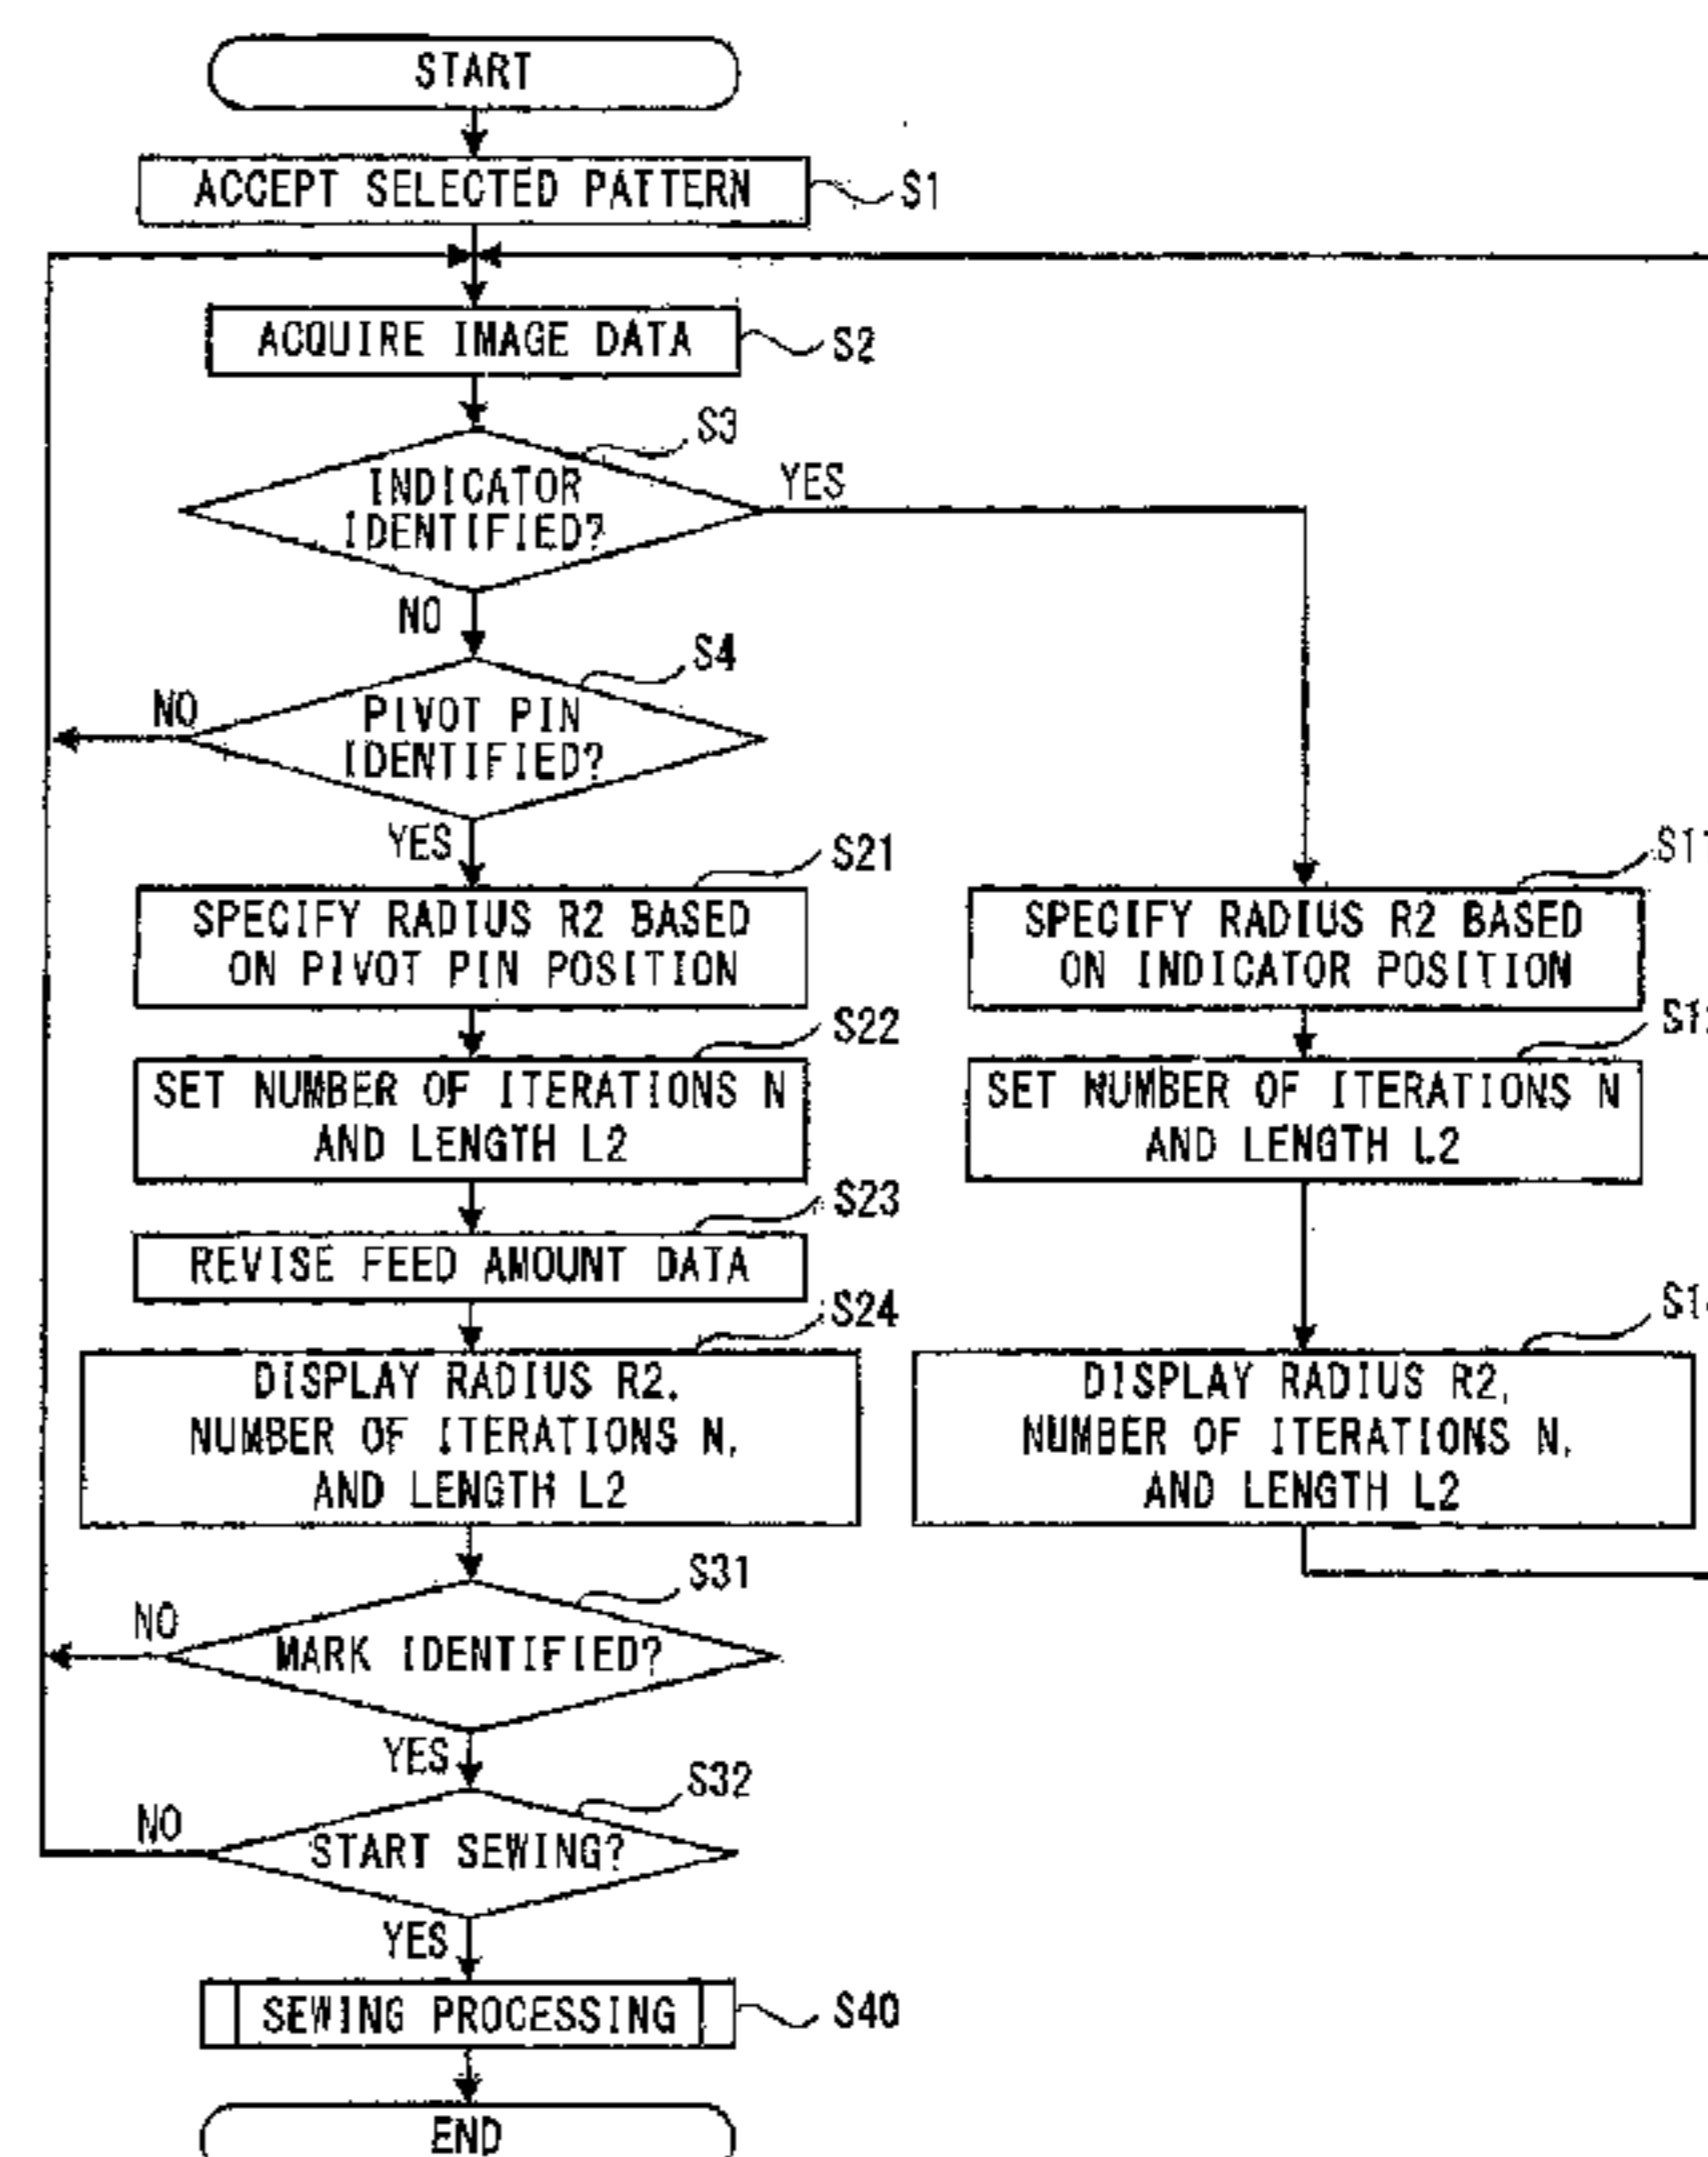 START
ACCEPT SELECTED PATTERN
S1
ACQUIRE IMAGE DATA
S2
S3
INDICATOR
IDENTIFIED?
YES
NO
S4
PIVOT PIN
IDENTIFIED?
NO
YES
S21
SPECIFY RADIUS R2 BASED
ON PIVOT PIN POSITION
S22
SET NUMBER OF ITERATIONS N
AND LENGTH L2
S23
REVISE FEED AMOUNT DATA
S24
DISPLAY RADIUS R2,
NUMBER OF ITERATIONS N,
AND LENGTH L2
S11
SPECIFY RADIUS R2 BASED
ON INDICATOR POSITION
SET NUMBER OF ITERATIONS N
AND LENGTH L2
DISPLAY RADIUS R2,
NUMBER OF ITERATIONS N,
AND LENGTH L2
S31
MARK IDENTIFIED?
NO
YES
S32
START SEWING?
NO
YES
SEWING PROCESSING
S40
END